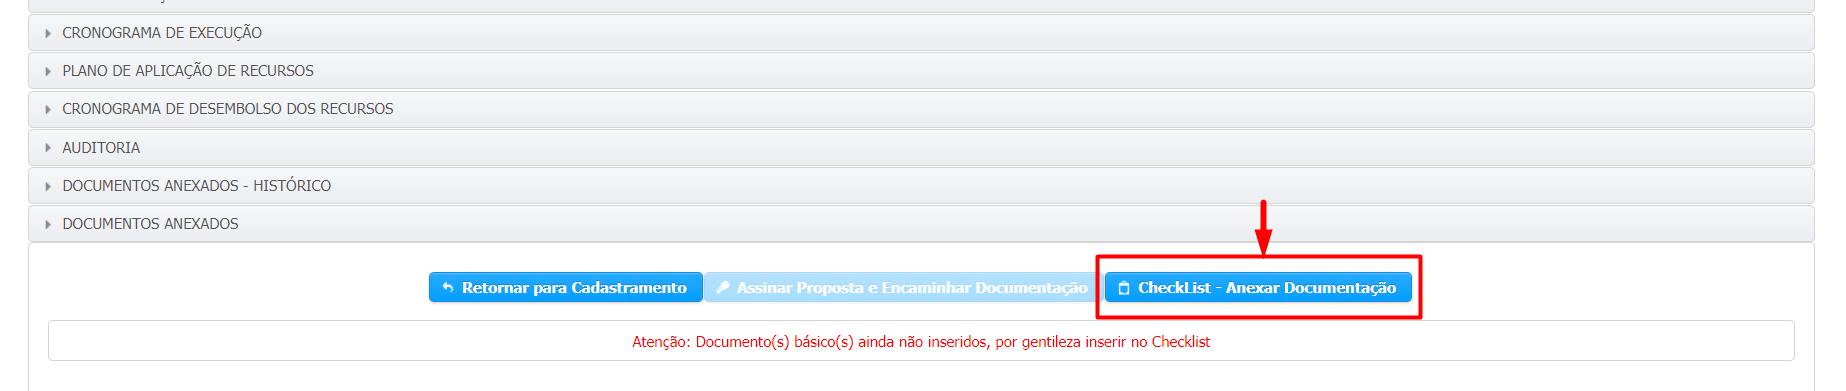 CRONOGRAMA DE EXECUÇÃO
PLANO DE APLICAÇÃO DE RECURSOS
CRONOGRAMA DE DESEMBOLSO DOS RECURSOS
AUDITORIA
DOCUMENTOS ANEXADOS - HISTÓRICO
DOCUMENTOS ANEXADOS
Retornar para Cadastramento Assinar Proposta e Encaminhar Documentação CheckList - Anexar Documentação
Atenção: Documento(s) básico(s) ainda não inseridos, por gentileza inserir no Checklist